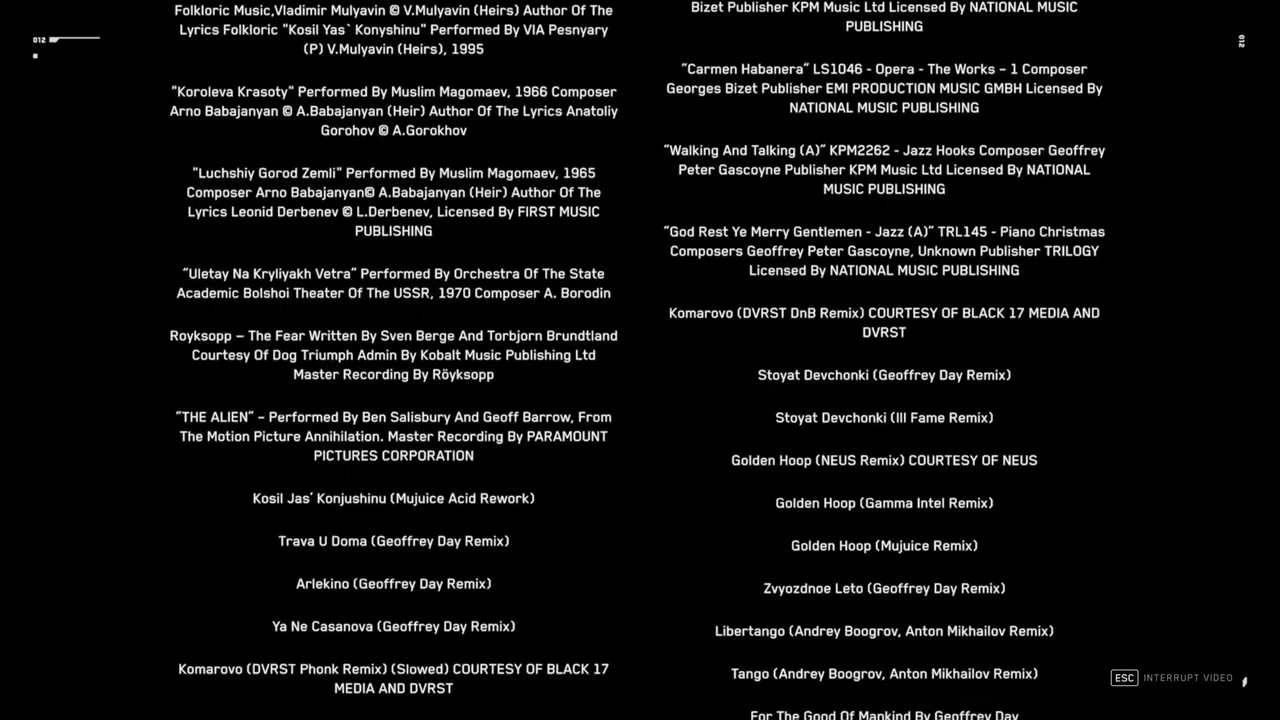 012
Folkloric Music,Vladimir Mulyavin © V.Mulyavin (Heirs) Author Of The
Lyrics Folkloric "Kosil Yas` Konyshinu" Performed By VIA Pesnyary
(P) V.Mulyavin (Heirs), 1995
"Koroleva Krasoty" Performed By Muslim Magomaev, 1966 Composer
Arno Babajanyan © A.Babajanyan (Heir) Author Of The Lyrics Anatoliy
Gorohov © A.Gorokhov
"Luchshiy Gorod Zemli" Performed By Muslim Magomaev, 1965
Composer Arno Babajanyan© A.Babajanyan (Heir) Author Of The
Lyrics Leonid Derbenev © L.Derbenev, Licensed By FIRST MUSIC
PUBLISHING
“Uletay Na Kryliyakh Vetra” Performed By Orchestra Of The State
Academic Bolshoi Theater Of The USSR, 1970 Composer A. Borodin
Royksopp – The Fear Written By Sven Berge And Torbjorn Brundtland
Courtesy Of Dog Triumph Admin By Kobalt Music Publishing Ltd
Master Recording By Röyksopp
“THE ALIEN” – Performed By Ben Salisbury And Geoff Barrow, From
The Motion Picture Annihilation. Master Recording By PARAMOUNT
PICTURES CORPORATION
Kosil Jas’ Konjushinu (Mujuice Acid Rework)
Trava U Doma (Geoffrey Day Remix)
Arlekino (Geoffrey Day Remix)
Ya Ne Casanova (Geoffrey Day Remix)
Komarovo (DVRST Phonk Remix) (Slowed) COURTESY OF BLACK 17
MEDIA AND DVRST
Bizet Publisher KPM Music Ltd Licensed By NATIONAL MUSIC
PUBLISHING
“Carmen Habanera” LS1046 - Opera - The Works – 1 Composer
Georges Bizet Publisher EMI PRODUCTION MUSIC GMBH Licensed By
NATIONAL MUSIC PUBLISHING
“Walking And Talking (A)” KPM2262 - Jazz Hooks Composer Geoffrey
Peter Gascoyne Publisher KPM Music Ltd Licensed By NATIONAL
MUSIC PUBLISHING
“God Rest Ye Merry Gentlemen - Jazz (A)” TRL145 - Piano Christmas
Composers Geoffrey Peter Gascoyne, Unknown Publisher TRILOGY
Licensed By NATIONAL MUSIC PUBLISHING
Komarovo (DVRST DnB Remix) COURTESY OF BLACK 17 MEDIA AND
DVRST
Stoyat Devchonki (Geoffrey Day Remix)
Stoyat Devchonki (Ill Fame Remix)
Golden Hoop (NEUS Remix) COURTESY OF NEUS
Golden Hoop (Gamma Intel Remix)
Golden Hoop (Mujuice Remix)
Zvyozdnoe Leto (Geoffrey Day Remix)
Libertango (Andrey Boogrov, Anton Mikhailov Remix)
Tango (Andrey Boogrov, Anton Mikhailov Remix)
For The Good Of Mankind By Geoffrey Day
012
ESC INTERRUPT VIDEO